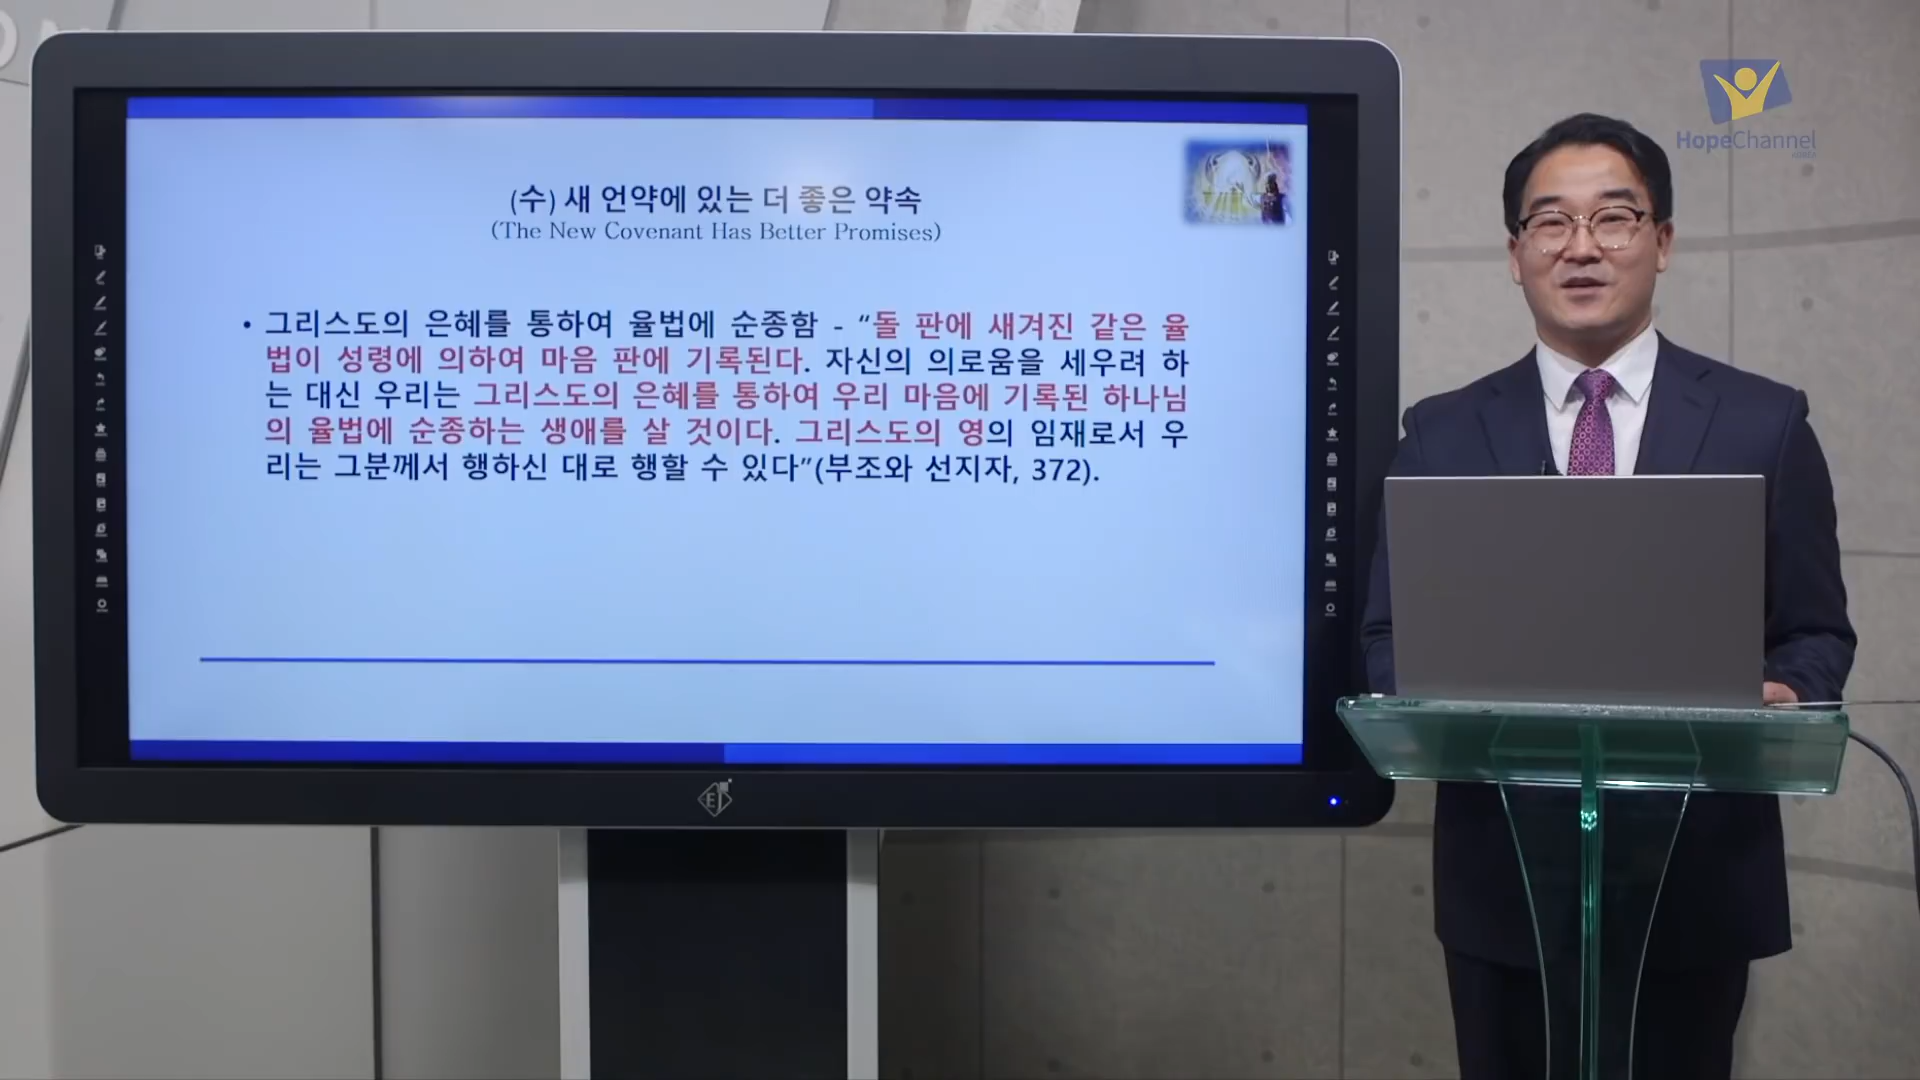 HopeChannel
KOREA
(수) 새 언약에 있는 더 좋은 약속
(The New Covenant Has Better Promises)
• 그리스도의 은혜를 통하여 율법에 순종함 - “돌 판에 새겨진 같은 율
법이 성령에 의하여 마음 판에 기록된다. 자신의 의로움을 세우려 하
는 대신 우리는 그리스도의 은혜를 통하여 우리 마음에 기록된 하나님
의 율법에 순종하는 생애를 살 것이다. 그리스도의 영의 임재로서 우
리는 그분께서 행하신 대로 행할 수 있다”(부조와 선지자, 372).